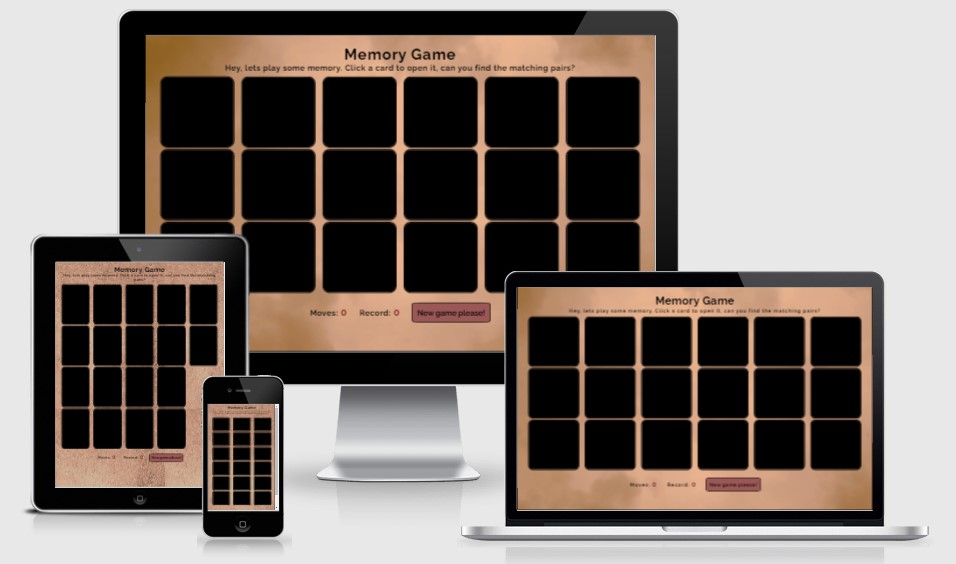 Memory Game
Hey, lets play some memory. Click a card to open it, can you find the matching pairs?
Moves: 0 Record: 0 New game please!
Memory Game
Hey, lets play some memory. Click a card to open it, can you find the matching
pairs?
Moves: 0 Record: 0 New game please!
Memory Game
Memory Game
Hey, lets play some memory. Click a card to open it, can you find the matching pairs?
Moves: 0 Record: 0 New game please!